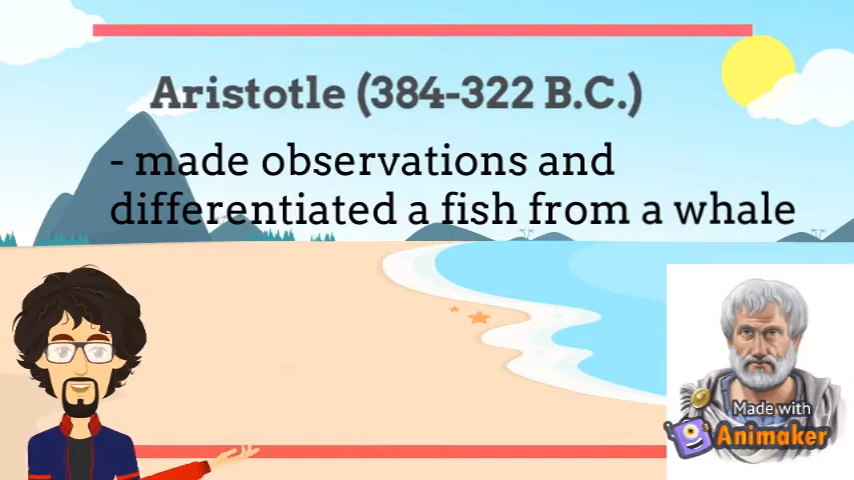 Aristotle (384-322 B.C.)
- made observations and
differentiated a fish from a whale
Made with
Animaker